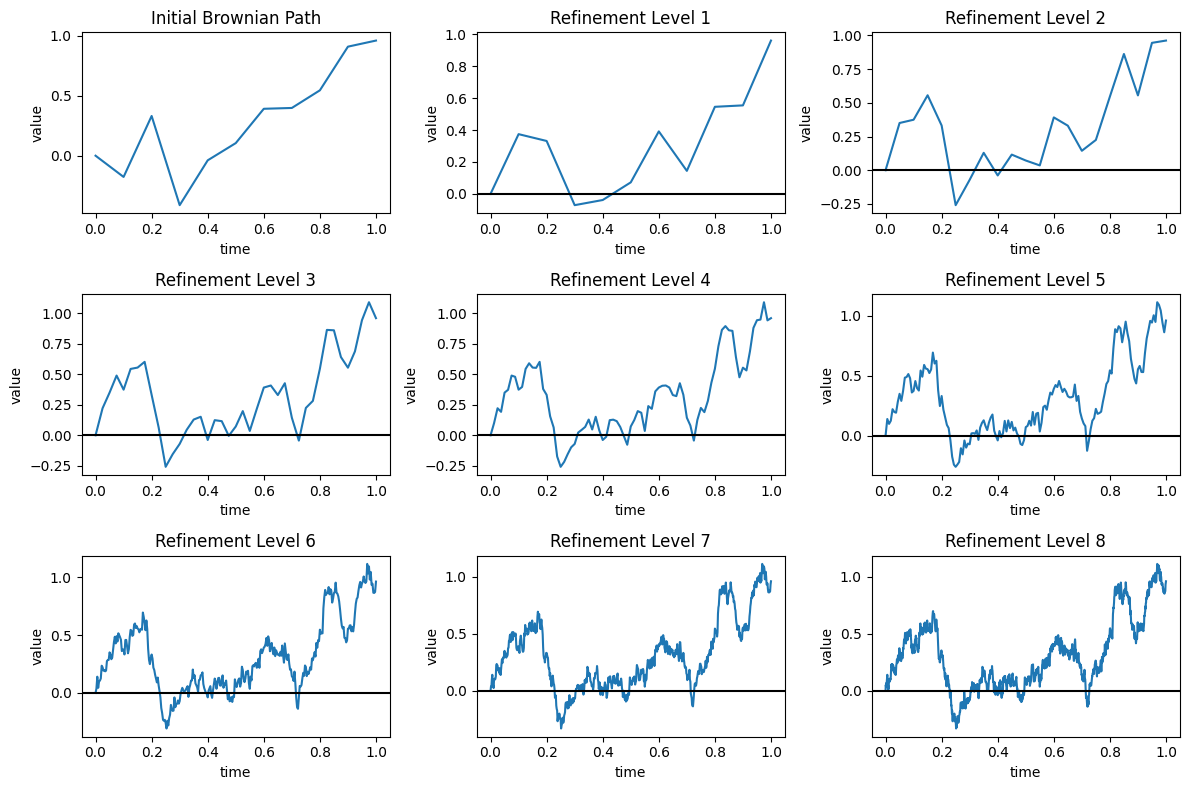 Initial Brownian Path
1.0
0.5
0.0
value
0.0 0.2 0.4 0.6 0.8 1.0
time
Refinement Level 1
1.0
0.8
0.6
0.4
0.2
0.0
value
0.0 0.2 0.4 0.6 0.8 1.0
time
Refinement Level 2
1.00
0.75
0.50
0.25
0.00
−0.25
value
0.0 0.2 0.4 0.6 0.8 1.0
time
Refinement Level 3
1.00
0.75
0.50
0.25
0.00
−0.25
value
0.0 0.2 0.4 0.6 0.8 1.0
time
Refinement Level 4
1.00
0.75
0.50
0.25
0.00
−0.25
value
0.0 0.2 0.4 0.6 0.8 1.0
time
Refinement Level 5
1.0
0.5
0.0
value
0.0 0.2 0.4 0.6 0.8 1.0
time
Refinement Level 6
1.0
0.5
0.0
value
0.0 0.2 0.4 0.6 0.8 1.0
time
Refinement Level 7
1.0
0.5
0.0
value
0.0 0.2 0.4 0.6 0.8 1.0
time
Refinement Level 8
1.0
0.5
0.0
value
0.0 0.2 0.4 0.6 0.8 1.0
time